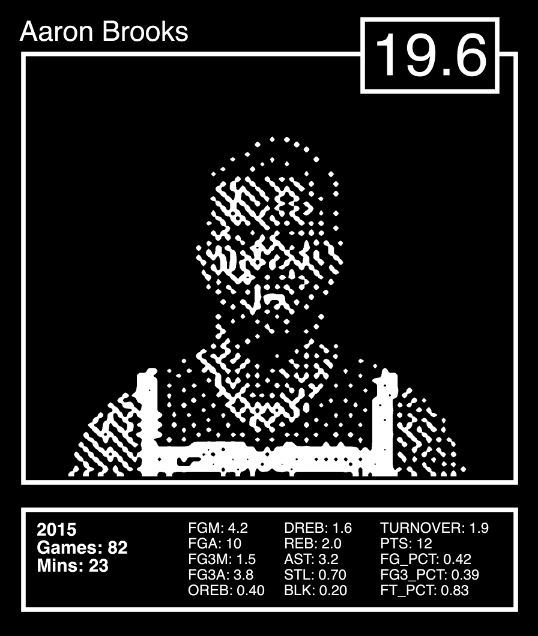 Aaron Brooks
19.6
2015
Games: 82
Mins: 23
FGM: 4.2
FGA: 10
FG3M: 1.5
FG3A: 3.8
OREB: 0.40
DREB: 1.6
REB: 2.0
AST: 3.2
STL: 0.70
BLK: 0.20
TURNOVER: 1.9
PTS: 12
FG_PCT: 0.42
FG3_PCT: 0.39
FT_PCT: 0.83